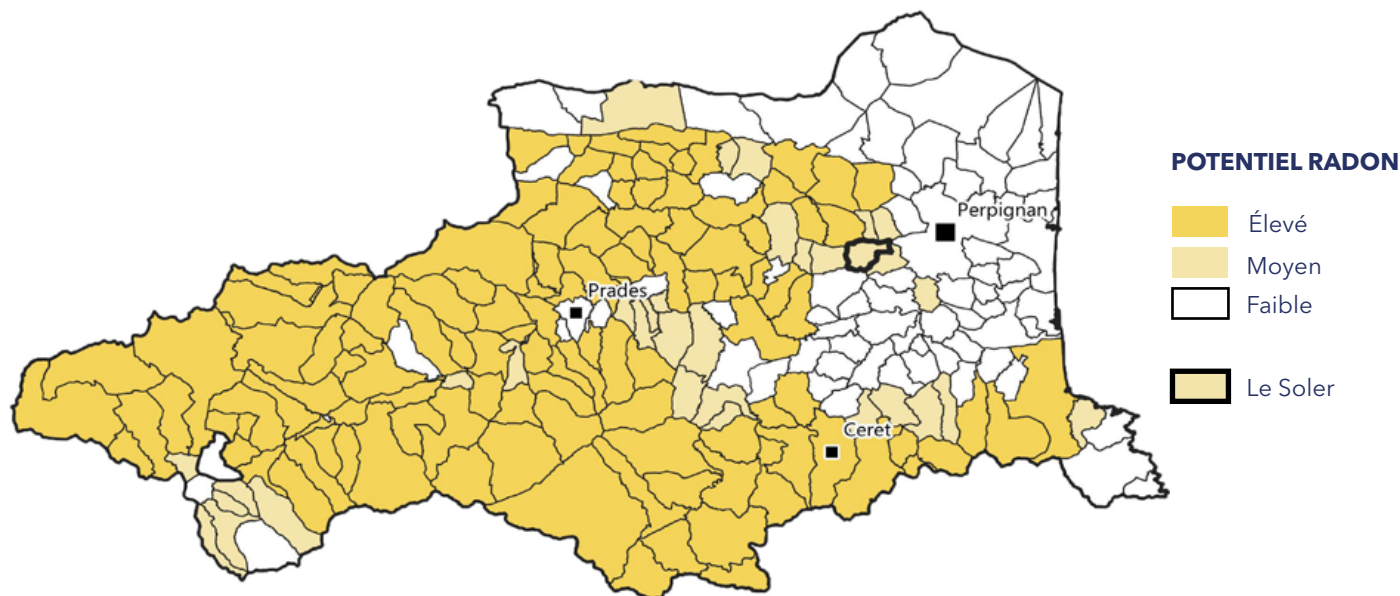 Perpignan
Prades
Ceret
POTENTIEL RADON
Élevé
Moyen
Faible
Le Soler